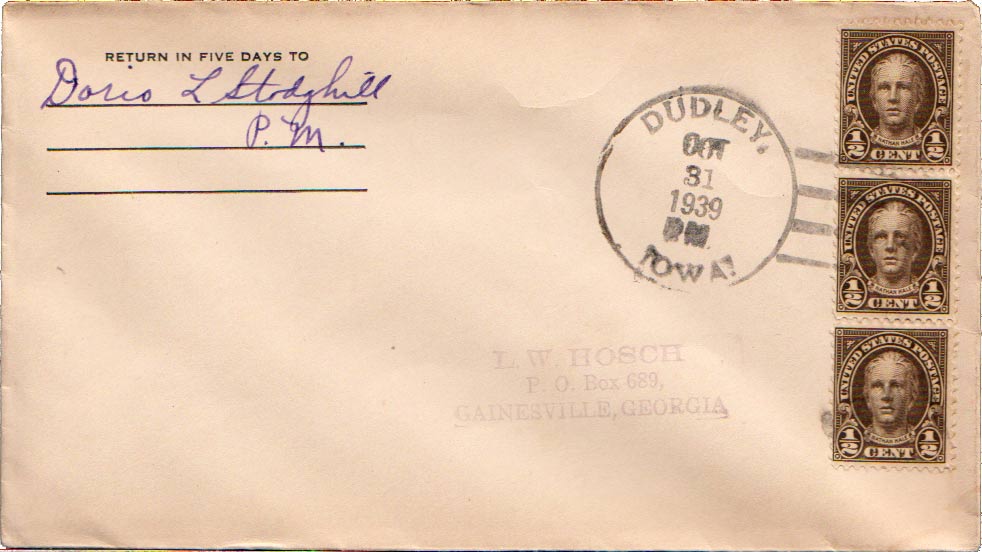 RETURN IN FIVE DAYS TO
Doris L Stodghill
P.M.
DUDLEY.
OCT
31
1939
PM
IOWA.
L. W. HOSCH
P. O. Box 689,
GAINESVILLE, GEORGIA
UNITED STATES POSTAGE
NATHAN HALE
1/2 CENT 1/2
UNITED STATES POSTAGE
NATHAN HALE
1/2 CENT 1/2
UNITED STATES POSTAGE
NATHAN HALE
1/2 CENT 1/2